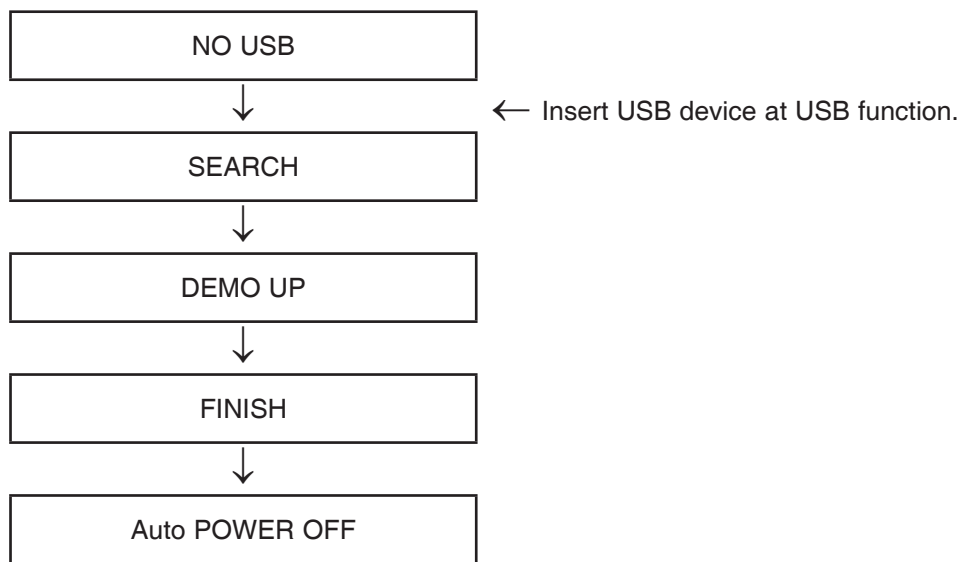 NO USB
← Insert USB device at USB function.
SEARCH
DEMO UP
FINISH
Auto POWER OFF